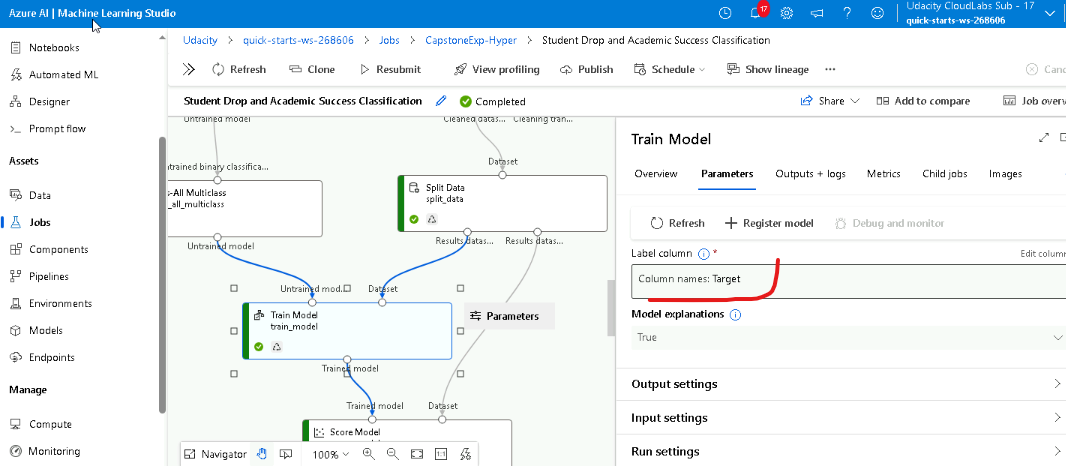 Azure AI | Machine Learning Studio
17
Udacity CloudLabs Sub - 17
quick-starts-ws-268606
Notebooks
Automated ML
Designer
Prompt flow
Assets
Data
Jobs
Components
Pipelines
Environments
Models
Endpoints
Manage
Compute
Monitoring
Udacity > quick-starts-ws-268606 > Jobs > CapstoneExp-Hyper > Student Drop and Academic Success Classification
Refresh Clone Resubmit View profiling Publish Schedule Show lineage ... Canc
Student Drop and Academic Success Classification Completed Share Add to compare Job over
Untrained model
Cleaned datas... Cleaning tran...
trained binary classifica...
s-All Multiclass
_all_multiclass
Untrained model
Dataset
Split Data
split_data
Results datas... Results datas...
Untrained mod... Dataset
Train Model
train_model
Parameters
Trained model
Trained model Dataset
Score Model
Navigator 100% 1:1
Train Model
Overview Parameters Outputs + logs Metrics Child jobs Images
Refresh + Register model Debug and monitor
Label column * Edit column
Column names: Target
Model explanations
True
Output settings
Input settings
Run settings